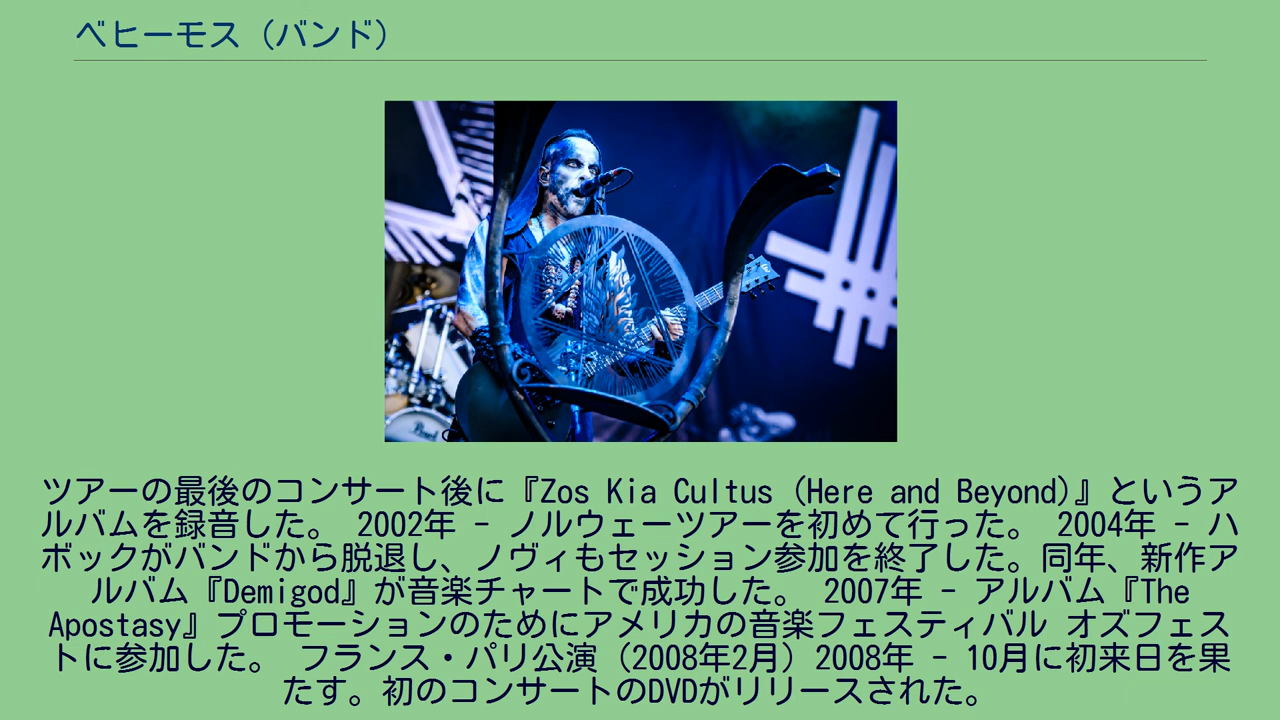 ベヒーモス（バンド）
ツアーの最後のコンサート後に『Zos Kia Cultus (Here and Beyond)』というア
ルバムを録音した。 2002年 - ノルウェーツアーを初めて行った。 2004年 - ハ
ボックがバンドから脱退し、ノヴィもセッション参加を終了した。同年、新作ア
ルバム『Demigod』が音楽チャートで成功した。 2007年 - アルバム『The
Apostasy』プロモーションのためにアメリカの音楽フェスティバル オズフェス
トに参加した。 フランス・パリ公演（2008年2月）2008年 - 10月に初来日を果
たす。初のコンサートのDVDがリリースされた。